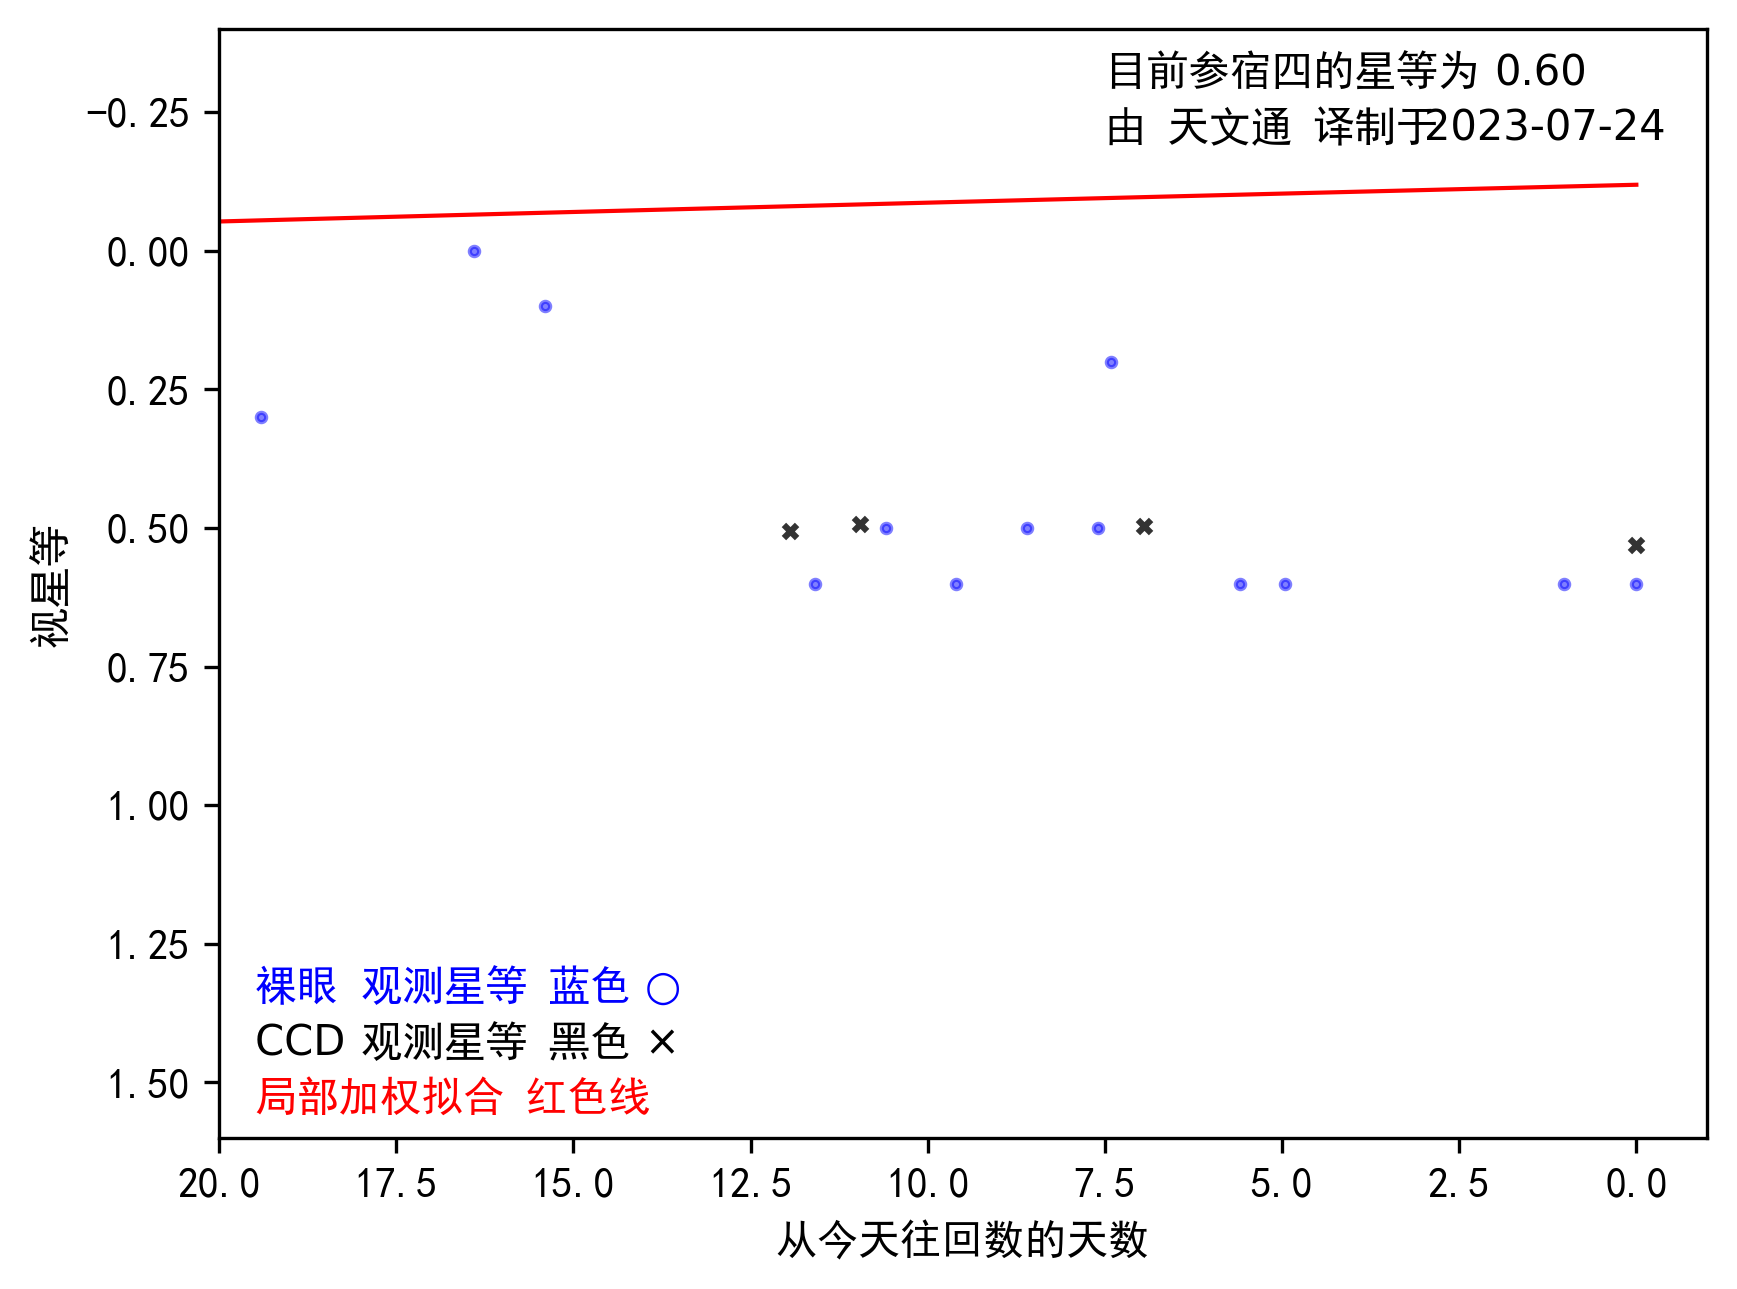 目前参宿四的星等为 0.60
由 天文通 译制于2023-07-24
−0.25
0.00
0.25
0.50
0.75
1.00
1.25
1.50
视星等
裸眼 观测星等 蓝色 ○
CCD 观测星等 黑色 ×
局部加权拟合 红色线
20.0 17.5 15.0 12.5 10.0 7.5 5.0 2.5 0.0
从今天往回数的天数